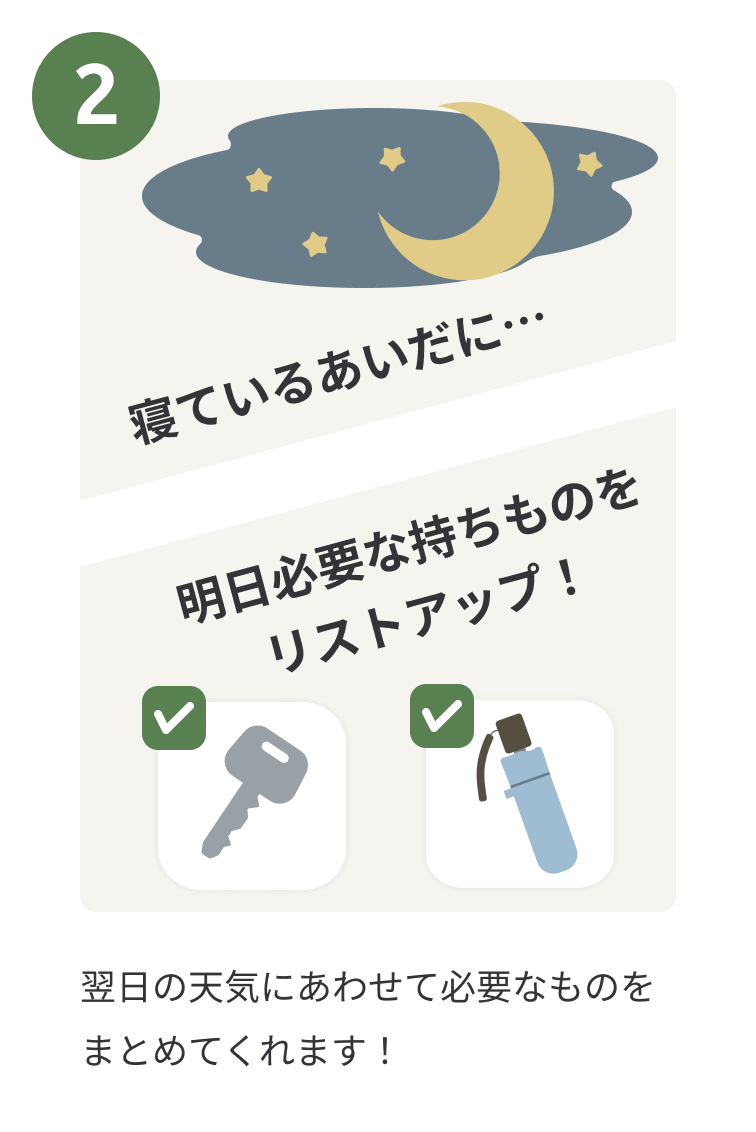 2
寝ているあいだに…
明日必要な持ちものを
リストアップ！
翌日の天気にあわせて必要なものを
まとめてくれます！